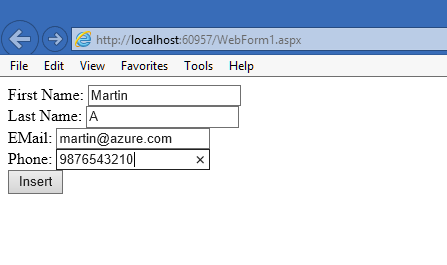 http://localhost:60957/WebForm1.aspx
File Edit View Favorites Tools Help
First Name: Martin
Last Name: A
EMail: martin@azure.com
Phone: 9876543210 ×
Insert